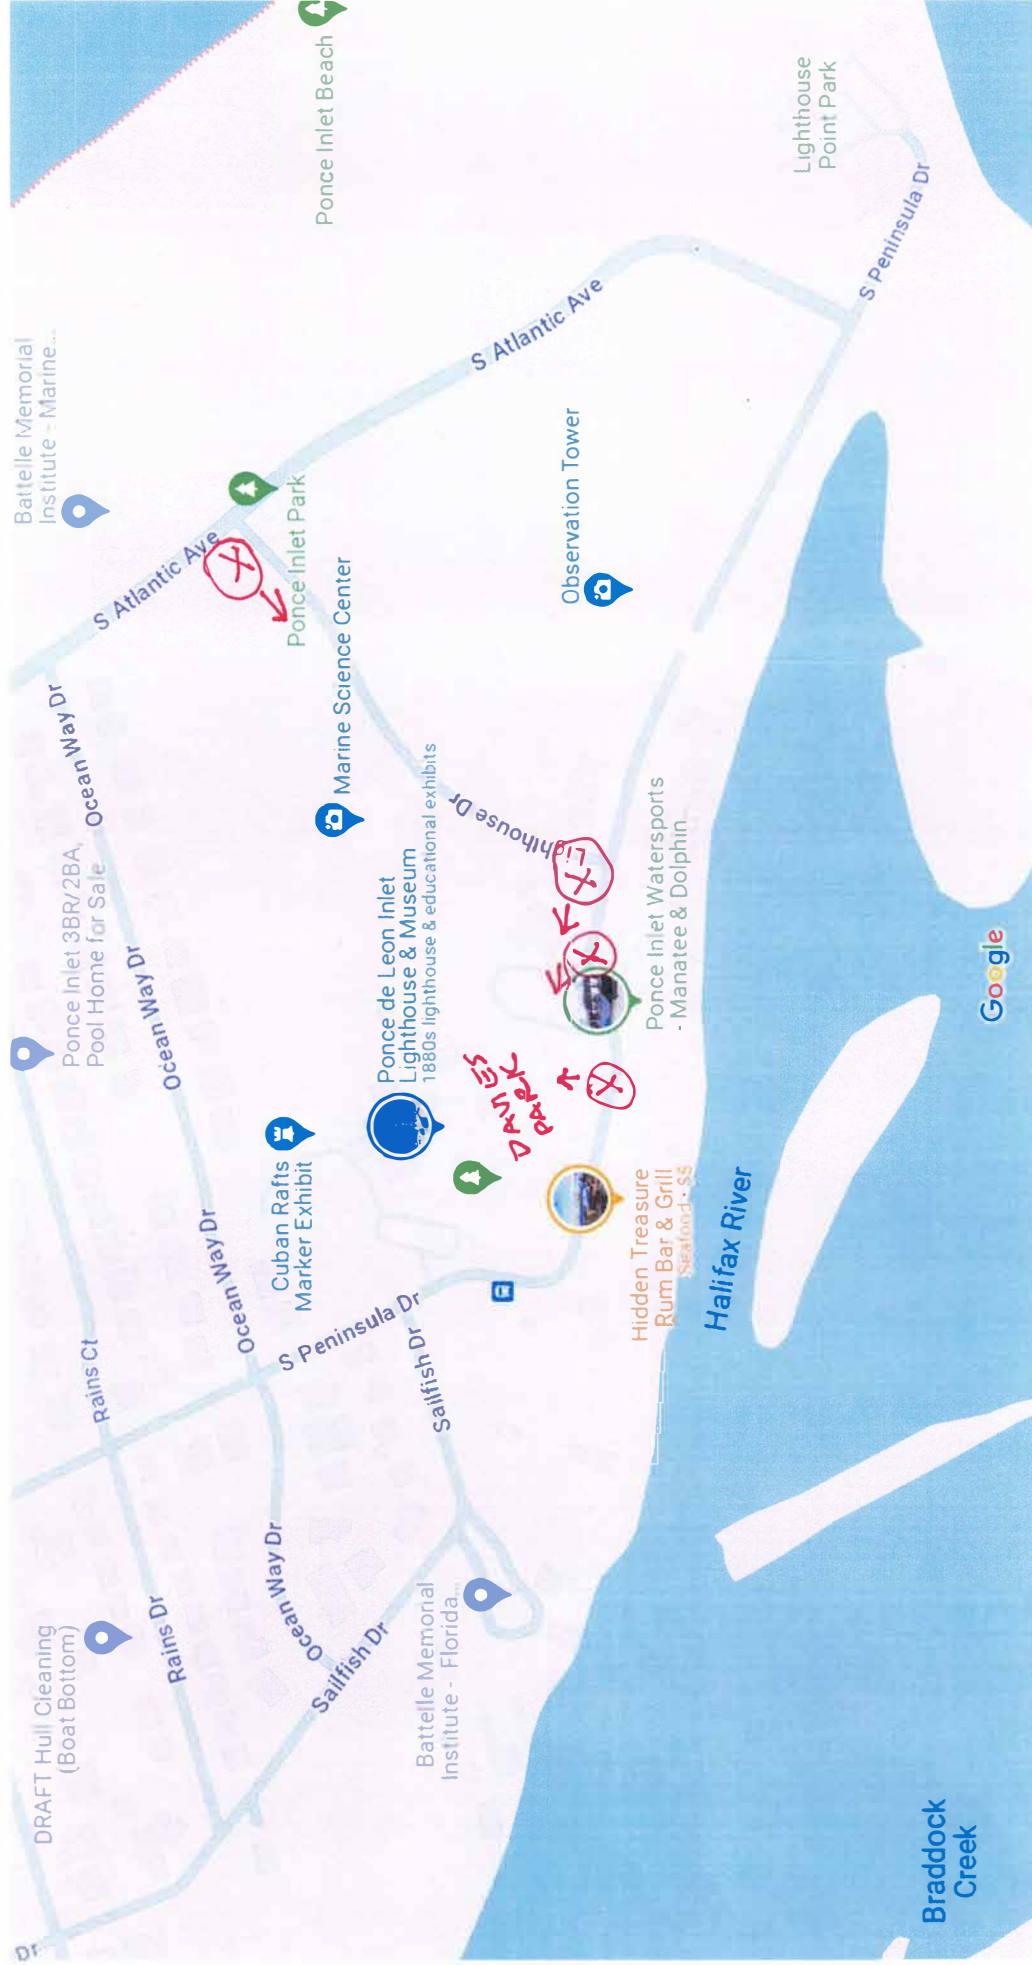 Ponce Inlet Beach
Lighthouse
Point Park
S Peninsula Dr
S Atlantic Ave
Battelle Memorial
Institute - Marine...
S Atlantic Ave
X
Ponce Inlet Park
Observation Tower
Marine Science Center
Ocean Way Dr
Ocean Way Dr
Ponce Inlet 3BR/2BA,
Pool Home for Sale
Lighthouse Dr
X
X
Ponce de Leon Inlet
Lighthouse & Museum
1880s lighthouse & educational exhibits
Ponce Inlet Watersports
- Manatee & Dolphin
Google
Ocean Way Dr
DAVIES
PARK
X
Cuban Rafts
Marker Exhibit
Hidden Treasure
Rum Bar & Grill
Seafood · $$
Halifax River
Ocean Way Dr
S Peninsula Dr
Sailfish Dr
Rains Ct
Ocean Way Dr
Sailfish Dr
Rains Dr
Battelle Memorial
Institute - Florida...
DRAFT Hull Cleaning
(Boat Bottom)
Braddock
Creek
Dr